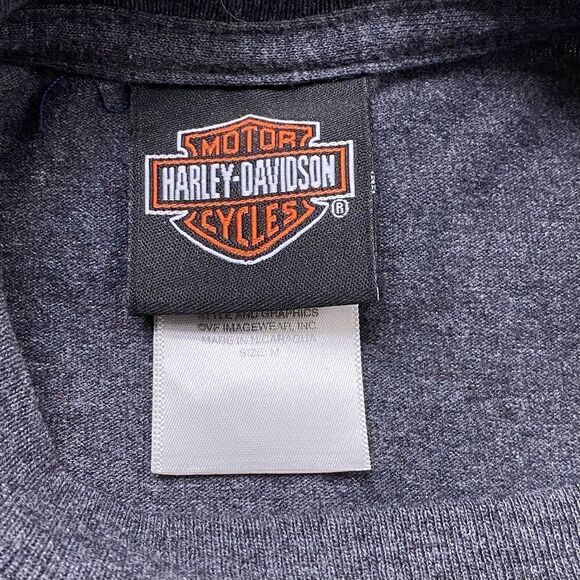 MOTOR
HARLEY-DAVIDSON
CYCLES
®
STYLE AND GRAPHICS
©VF IMAGEWEAR, INC.
MADE IN NICARAGUA
SIZE: M